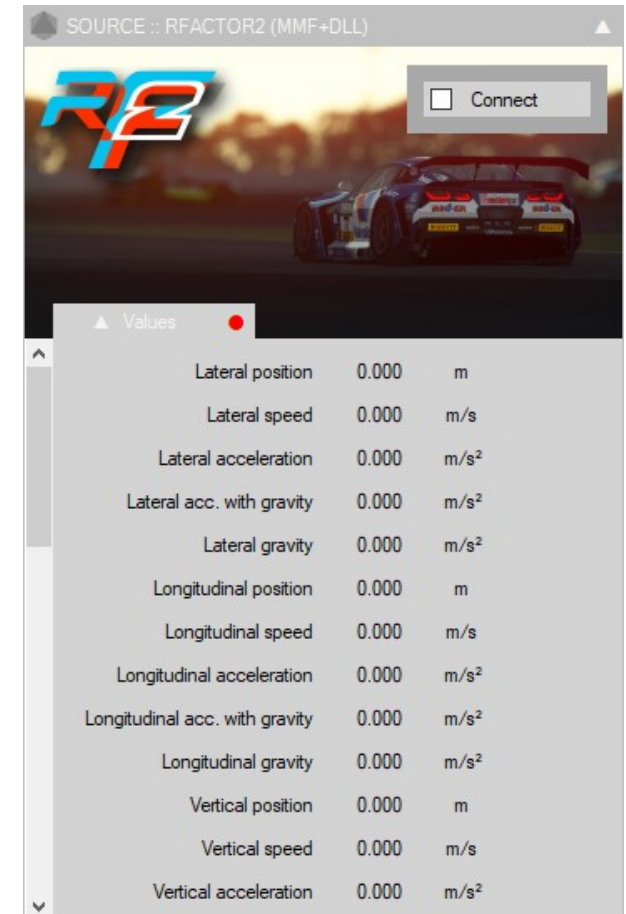 SOURCE :: RFACTOR2 (MMF+DLL)
RF2
Connect
PIRELLI
Values
Lateral position 0.000 m
Lateral speed 0.000 m/s
Lateral acceleration 0.000 m/s²
Lateral acc. with gravity 0.000 m/s²
Lateral gravity 0.000 m/s²
Longitudinal position 0.000 m
Longitudinal speed 0.000 m/s
Longitudinal acceleration 0.000 m/s²
Longitudinal acc. with gravity 0.000 m/s²
Longitudinal gravity 0.000 m/s²
Vertical position 0.000 m
Vertical speed 0.000 m/s
Vertical acceleration 0.000 m/s²